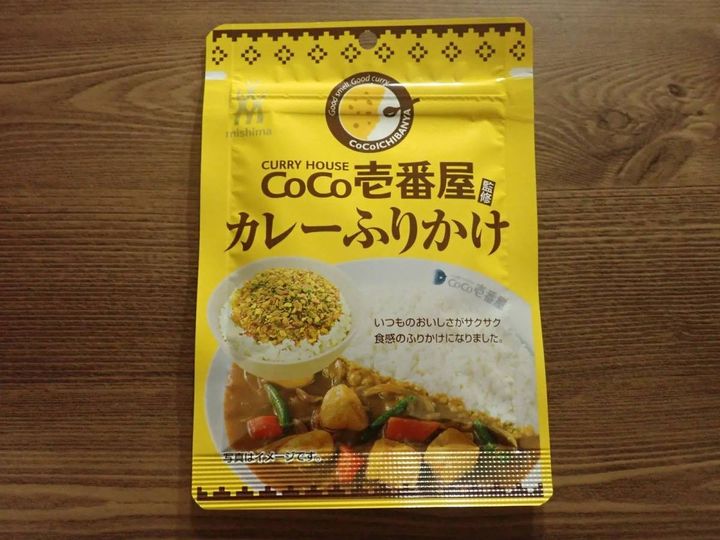 Good smell, Good curry
CoCoICHIBANYA
mishima
CURRY HOUSE
CoCo壱番屋 監修
カレーふりかけ
CoCo壱番屋
いつものおいしさがサクサク
食感のふりかけになりました。
写真はイメージです。